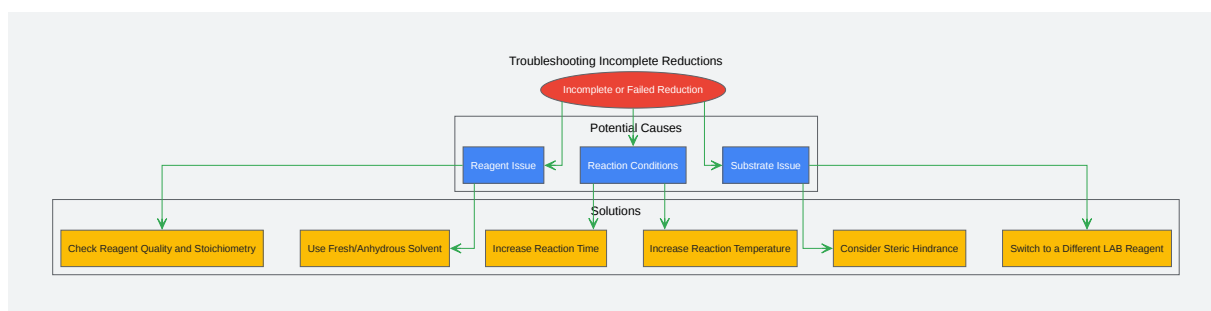 Troubleshooting Incomplete Reductions
Incomplete or Failed Reduction
Potential Causes
Reagent Issue
Reaction Conditions
Substrate Issue
Solutions
Check Reagent Quality and Stoichiometry
Use Fresh/Anhydrous Solvent
Increase Reaction Time
Increase Reaction Temperature
Consider Steric Hindrance
Switch to a Different LAB Reagent